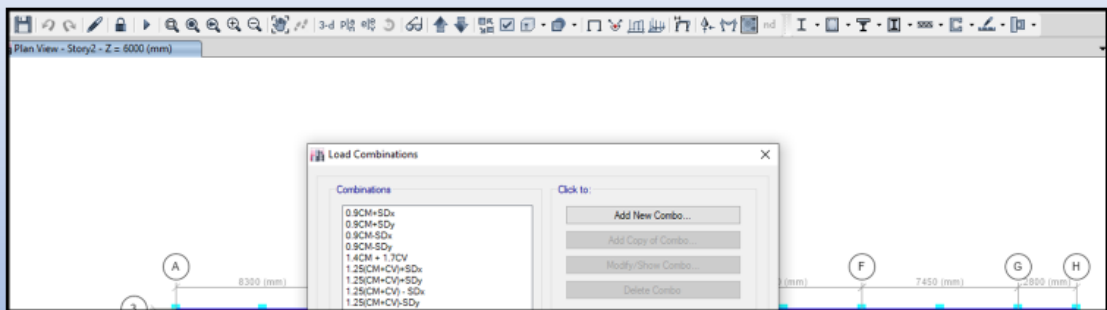 3-d
nd
Plan View - Story2 - Z = 6000 (mm)
Load Combinations
Combinations
Click to:
0.9CM+SDx
0.9CM+SDy
0.9CM-SDx
0.9CM-SDy
1.4CM + 1.7CV
1.25(CM+CV)+SDx
1.25(CM+CV)+SDy
1.25(CM+CV) - SDx
1.25(CM+CV)-SDy
Add New Combo...
Add Copy of Combo...
Modify/Show Combo...
Delete Combo
A
8300 (mm)
3
(mm)
F
7450 (mm)
G
2800 (mm)
H